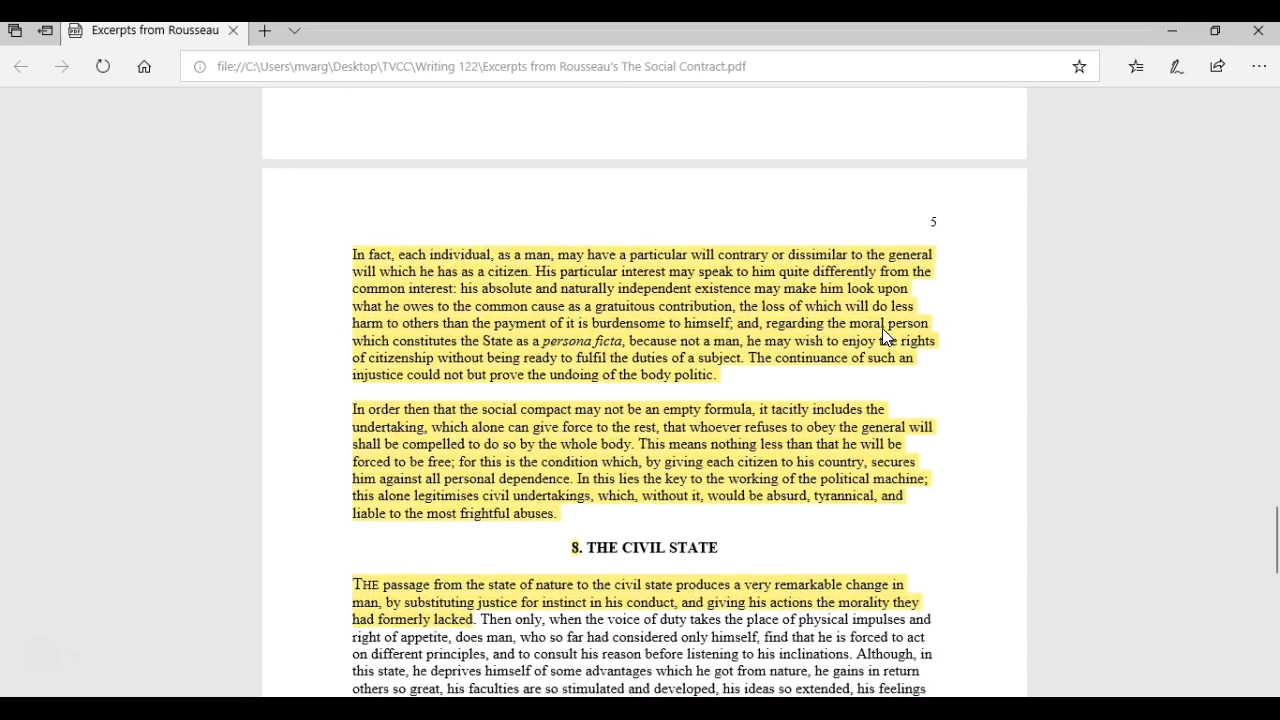 Excerpts from Rousseau
file://C:\Users\mvarg\Desktop\TVCC\Writing 122\Excerpts from Rousseau's The Social Contract.pdf
5
In fact, each individual, as a man, may have a particular will contrary or dissimilar to the general
will which he has as a citizen. His particular interest may speak to him quite differently from the
common interest: his absolute and naturally independent existence may make him look upon
what he owes to the common cause as a gratuitous contribution, the loss of which will do less
harm to others than the payment of it is burdensome to himself; and, regarding the moral person
which constitutes the State as a persona ficta, because not a man, he may wish to enjoy the rights
of citizenship without being ready to fulfil the duties of a subject. The continuance of such an
injustice could not but prove the undoing of the body politic.
In order then that the social compact may not be an empty formula, it tacitly includes the
undertaking, which alone can give force to the rest, that whoever refuses to obey the general will
shall be compelled to do so by the whole body. This means nothing less than that he will be
forced to be free; for this is the condition which, by giving each citizen to his country, secures
him against all personal dependence. In this lies the key to the working of the political machine;
this alone legitimises civil undertakings, which, without it, would be absurd, tyrannical, and
liable to the most frightful abuses.
8. THE CIVIL STATE
THE passage from the state of nature to the civil state produces a very remarkable change in
man, by substituting justice for instinct in his conduct, and giving his actions the morality they
had formerly lacked. Then only, when the voice of duty takes the place of physical impulses and
right of appetite, does man, who so far had considered only himself, find that he is forced to act
on different principles, and to consult his reason before listening to his inclinations. Although, in
this state, he deprives himself of some advantages which he got from nature, he gains in return
others so great, his faculties are so stimulated and developed, his ideas so extended, his feelings